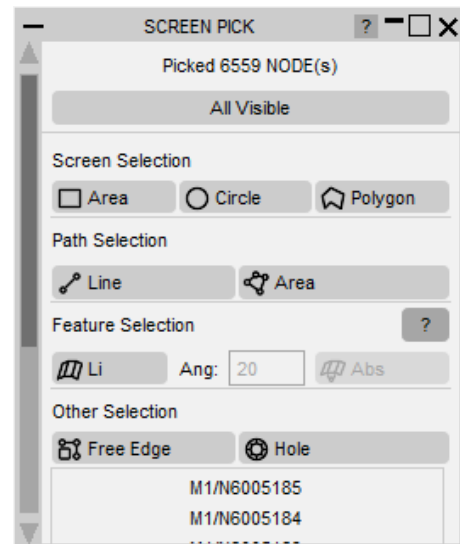 SCREEN PICK ?
Picked 6559 NODE(s)
All Visible
Screen Selection
Area Circle Polygon
Path Selection
Line Area
Feature Selection ?
Li Ang: 20 Abs
Other Selection
Free Edge Hole
M1/N6005185
M1/N6005184